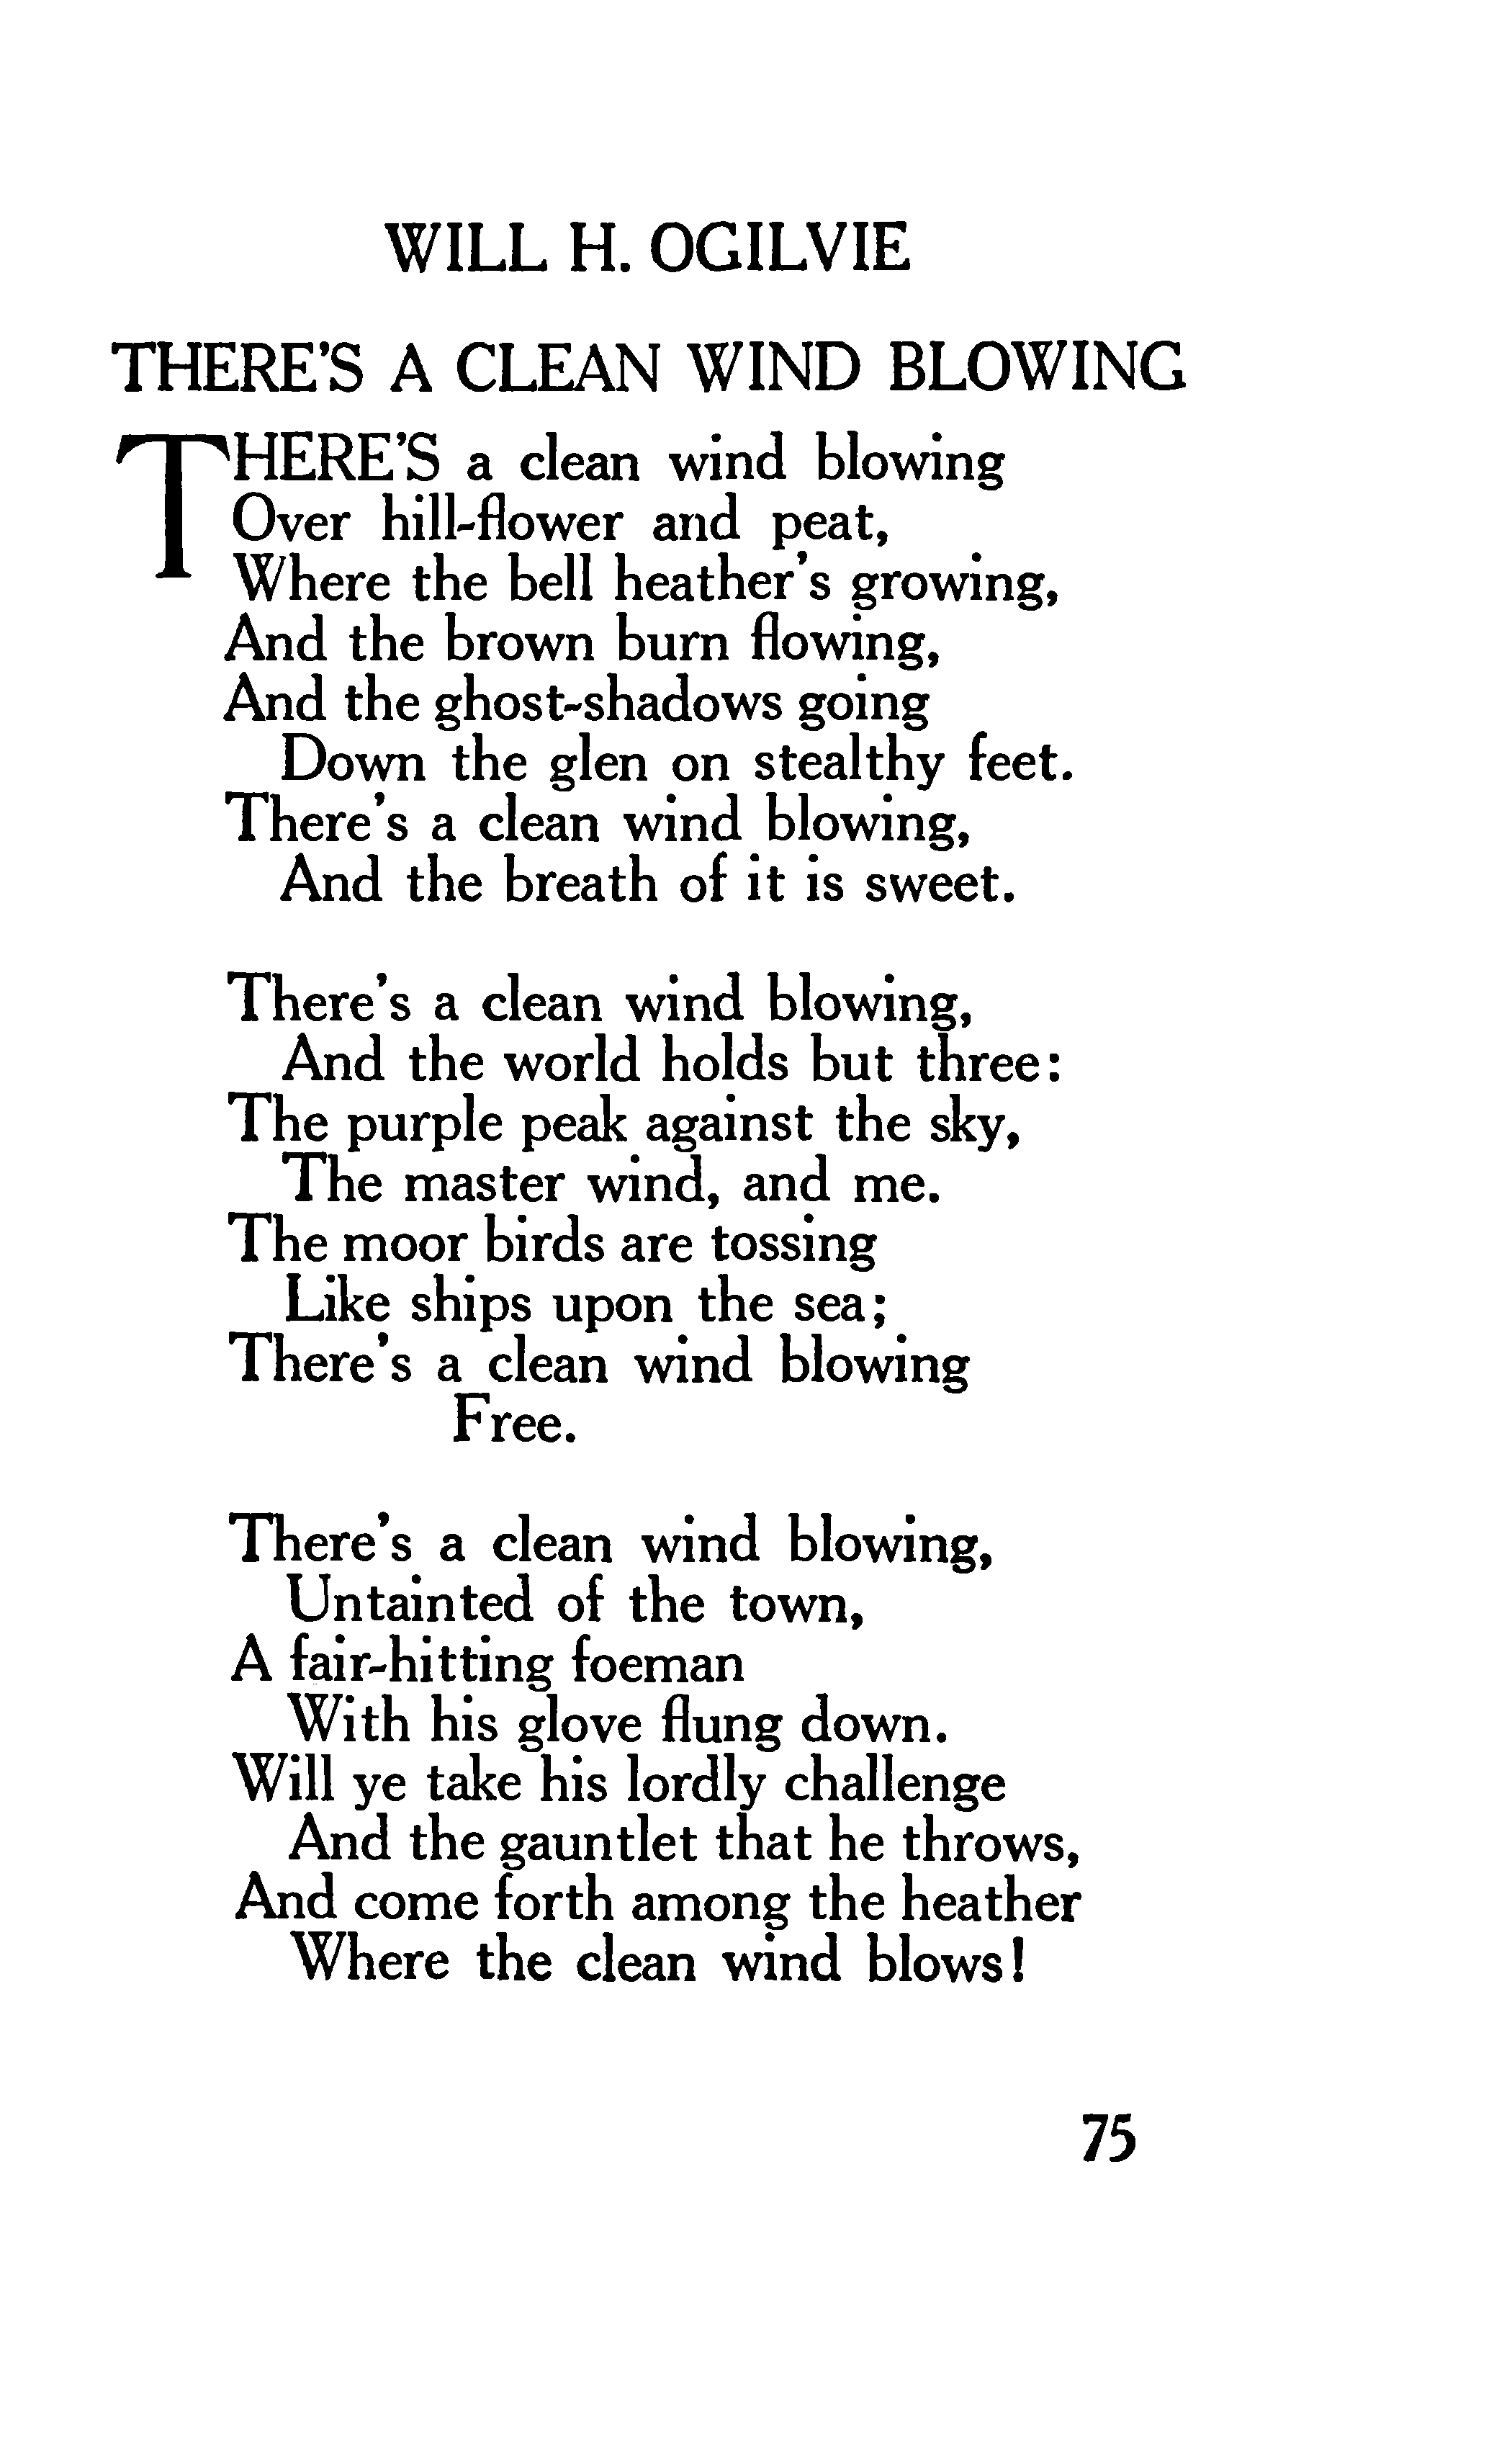 WILL H. OGILVIE
THERE'S A CLEAN WIND BLOWING
THERE'S a clean wind blowing
Over hill-flower and peat,
Where the bell heather's growing,
And the brown burn flowing,
And the ghost-shadows going
Down the glen on stealthy feet.
There's a clean wind blowing,
And the breath of it is sweet.
There's a clean wind blowing,
And the world holds but three:
The purple peak against the sky,
The master wind, and me.
The moor birds are tossing
Like ships upon the sea;
There's a clean wind blowing
Free.
There's a clean wind blowing,
Untainted of the town,
A fair-hitting foeman
With his glove flung down.
Will ye take his lordly challenge
And the gauntlet that he throws,
And come forth among the heather
Where the clean wind blows!
75